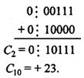 0⋮00111
+ 0⋮10000
C₂ = 0⋮10111
C₁₀ = + 23.